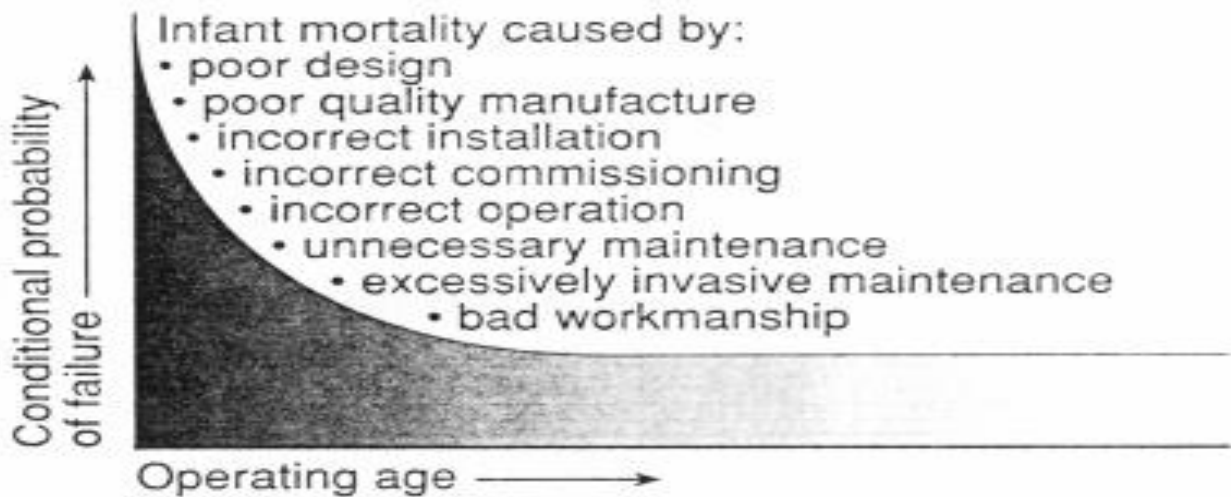 Infant mortality caused by:
• poor design
• poor quality manufacture
• incorrect installation
• incorrect commissioning
• incorrect operation
• unnecessary maintenance
• excessively invasive maintenance
• bad workmanship
Conditional probability
of failure
Operating age